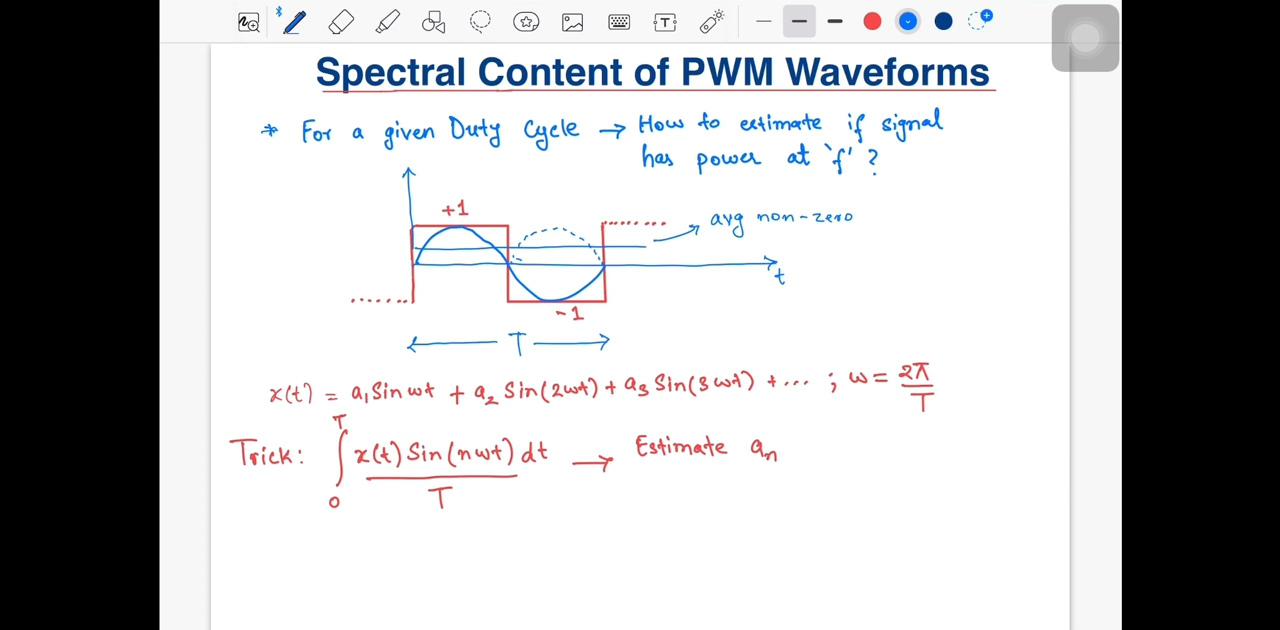 Spectral Content of PWM Waveforms
* For a given Duty Cycle → How to estimate if signal
has power at 'f' ?
+1
avg non-zero
t
-1
T
x(t) = a₁ Sin ωt + a₂ Sin(2ωt) + a₃ Sin(3ωt) + ... ; ω = 2π/T
Trick: ∫₀ᵀ x(t) Sin(nωt) dt / T → Estimate aₙ